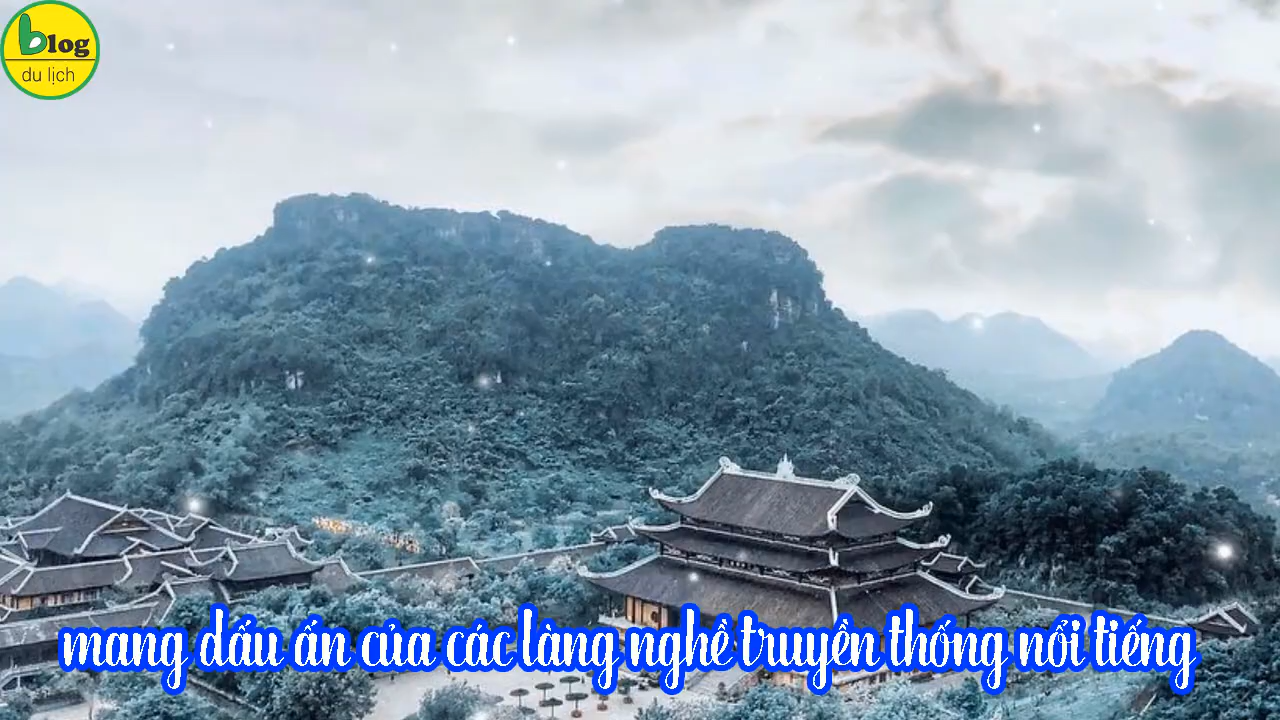 blog
du lịch
mang dấu ấn của các làng nghề truyền thống nổi tiếng